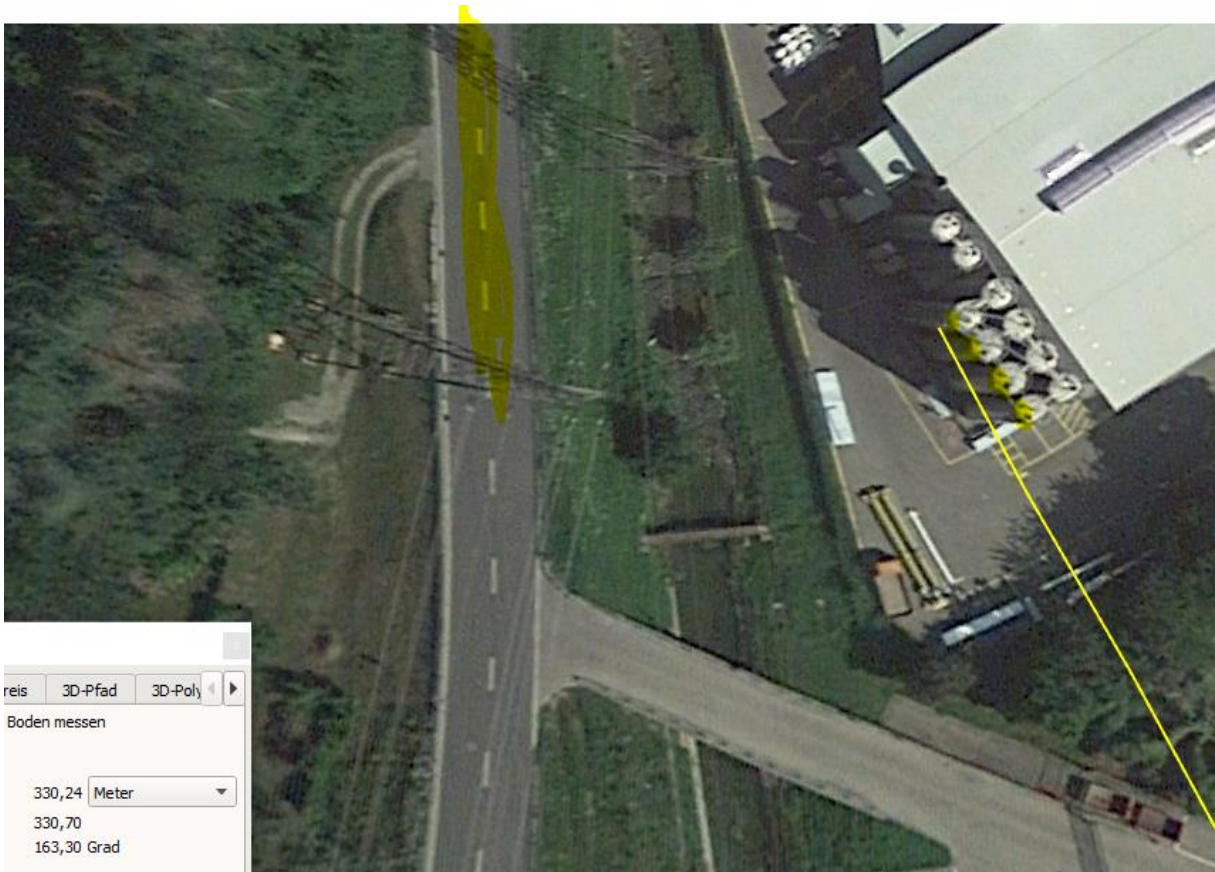 reis 3D-Pfad 3D-Poly
Boden messen
330,24 Meter
330,70
163,30 Grad